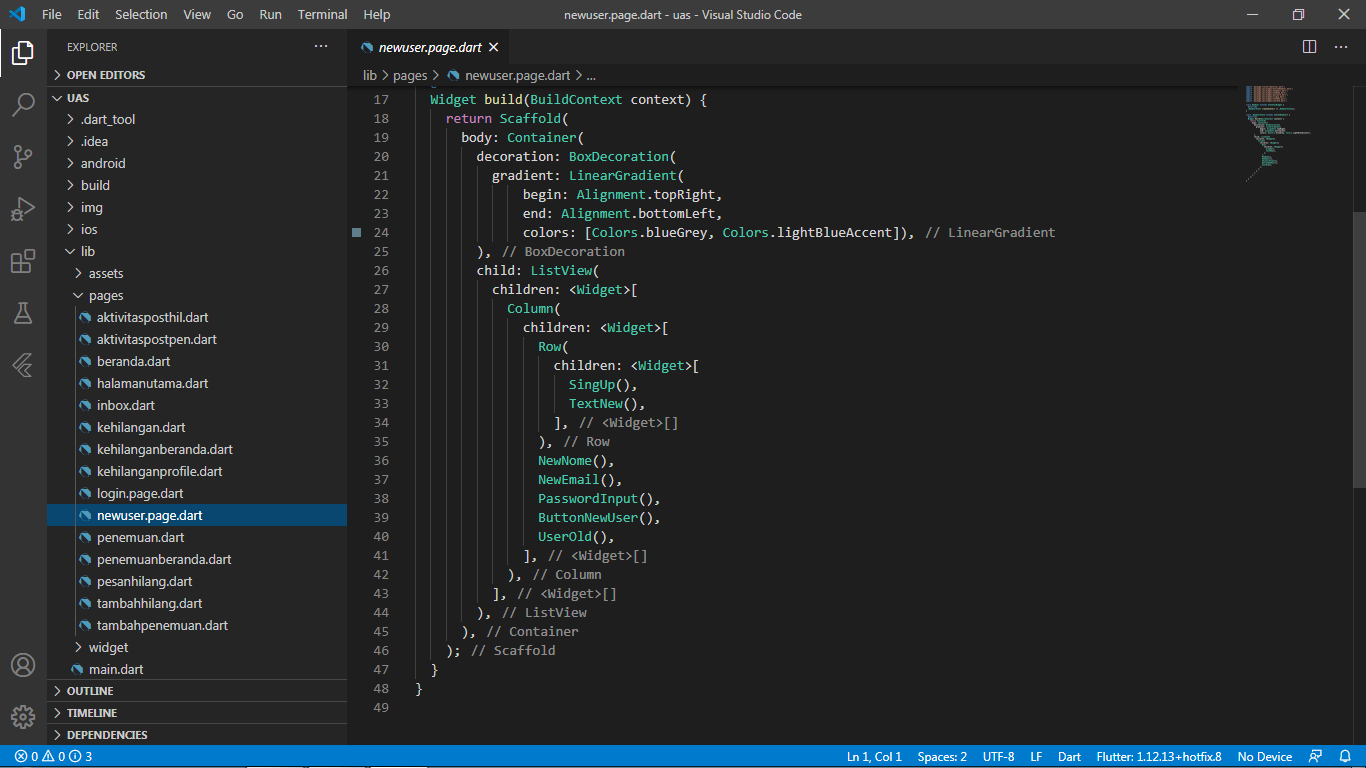 File Edit Selection View Go Run Terminal Help
newuser.page.dart - uas - Visual Studio Code
EXPLORER
OPEN EDITORS
UAS
.dart_tool
.idea
android
build
img
ios
lib
assets
pages
aktivitasposthil.dart
aktivitaspostpen.dart
beranda.dart
halamanutama.dart
inbox.dart
kehilangan.dart
kehilanganberanda.dart
kehilanganprofile.dart
login.page.dart
newuser.page.dart
penemuan.dart
penemuanberanda.dart
pesanhilang.dart
tambahhilang.dart
tambahpenemuan.dart
widget
main.dart
OUTLINE
TIMELINE
DEPENDENCIES
newuser.page.dart
lib > pages > newuser.page.dart > ...
17 Widget build(BuildContext context) {
18 return Scaffold(
19 body: Container(
20 decoration: BoxDecoration(
21 gradient: LinearGradient(
22 begin: Alignment.topRight,
23 end: Alignment.bottomLeft,
24 colors: [Colors.blueGrey, Colors.lightBlueAccent]), // LinearGradient
25 ), // BoxDecoration
26 child: ListView(
27 children: <Widget>[
28 Column(
29 children: <Widget>[
30 Row(
31 children: <Widget>[
32 SingUp(),
33 TextNew(),
34 ], // <Widget>[]
35 ), // Row
36 NewNome(),
37 NewEmail(),
38 PasswordInput(),
39 ButtonNewUser(),
40 UserOld(),
41 ], // <Widget>[]
42 ), // Column
43 ], // <Widget>[]
44 ), // ListView
45 ), // Container
46 ); // Scaffold
47 }
48 }
49
0 0 3
Ln 1, Col 1 Spaces: 2 UTF-8 LF Dart Flutter: 1.12.13+hotfix.8 No Device